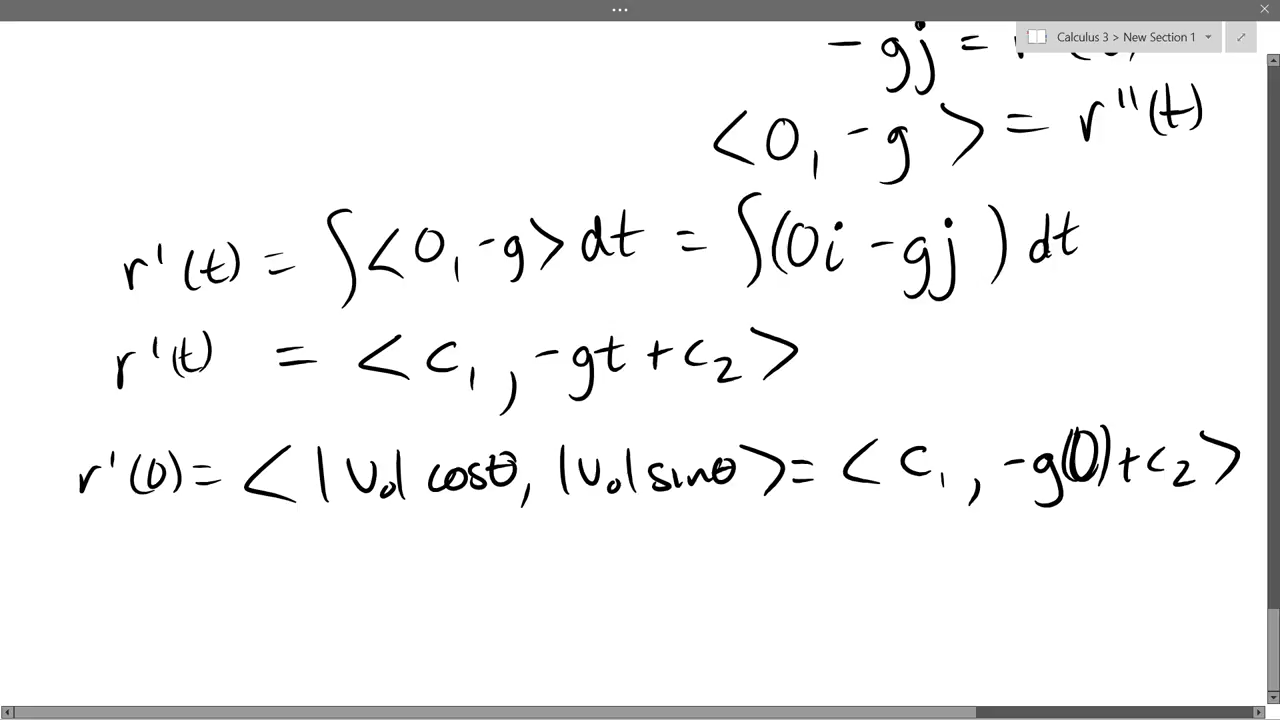 ...
Calculus 3 > New Section 1
-gj = r
<0, -g> = r''(t)
r'(t) = ∫<0, -g> dt = ∫(0i - gj) dt
r'(t) = <c₁, -gt + c₂>
r'(0) = <|v₀| cosθ, |v₀| sinθ> = <c₁, -g(0) + c₂>